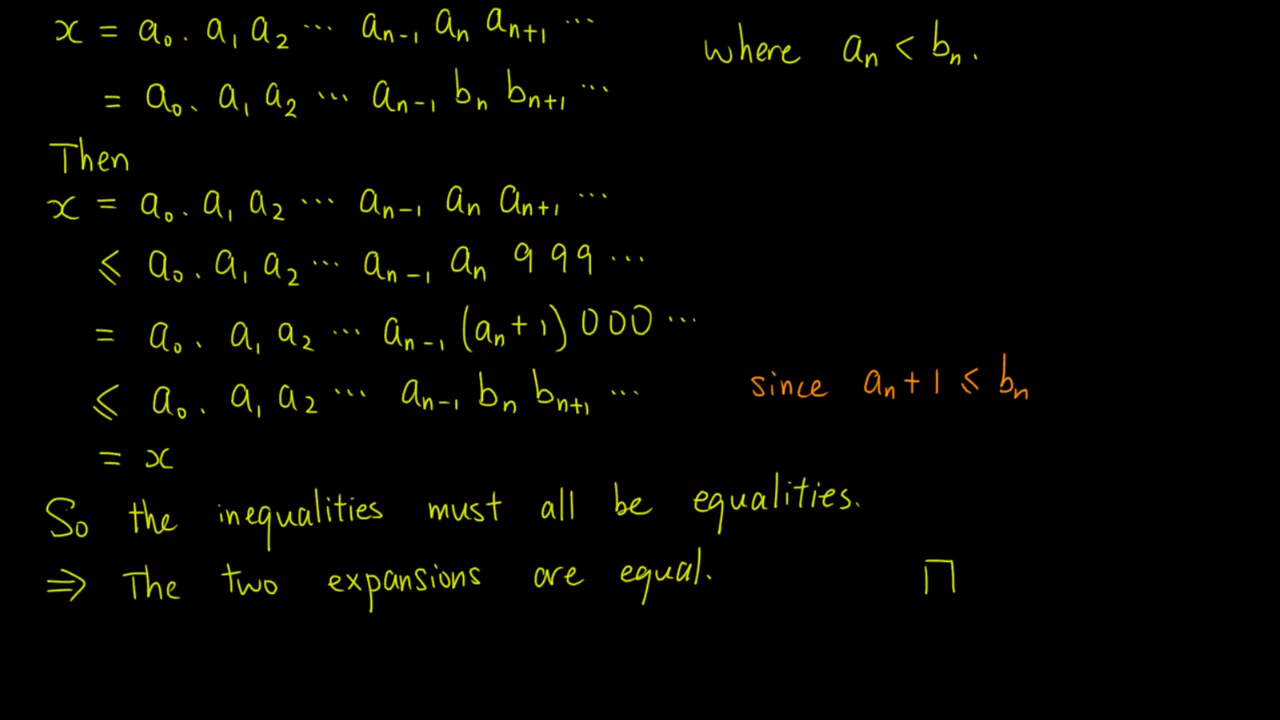 x = a₀. a₁ a₂ ⋯ aₙ₋₁ aₙ aₙ₊₁ ⋯ where aₙ < bₙ.
= a₀. a₁ a₂ ⋯ aₙ₋₁ bₙ bₙ₊₁ ⋯
Then
x = a₀. a₁ a₂ ⋯ aₙ₋₁ aₙ aₙ₊₁ ⋯
≤ a₀. a₁ a₂ ⋯ aₙ₋₁ aₙ 9 9 9 ⋯
= a₀. a₁ a₂ ⋯ aₙ₋₁ (aₙ+1) 0 0 0 ⋯
≤ a₀. a₁ a₂ ⋯ aₙ₋₁ bₙ bₙ₊₁ ⋯ since aₙ+1 ≤ bₙ
= x
So the inequalities must all be equalities.
⇒ The two expansions are equal. □